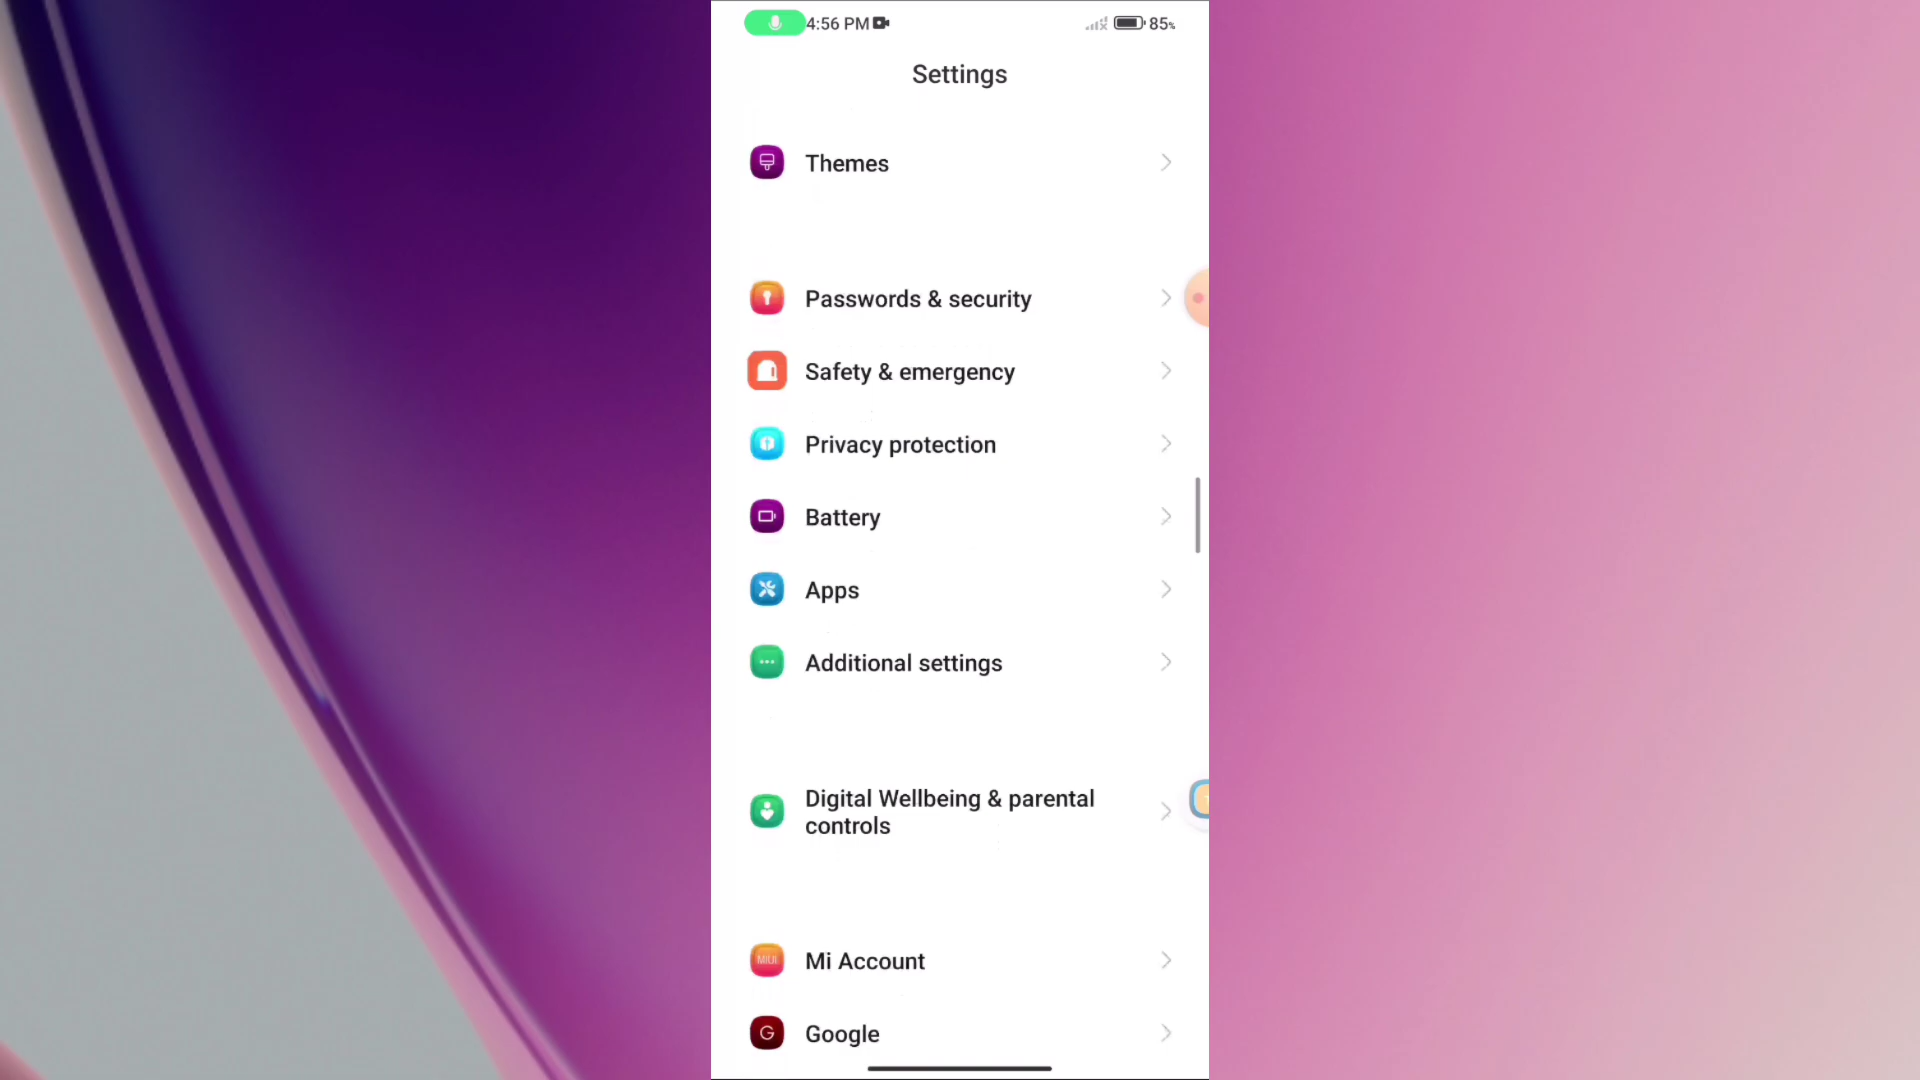 4:56 PM 85%
Settings
Themes
Passwords & security
Safety & emergency
Privacy protection
Battery
Apps
Additional settings
Digital Wellbeing & parental
controls
MIUI
Mi Account
G
Google